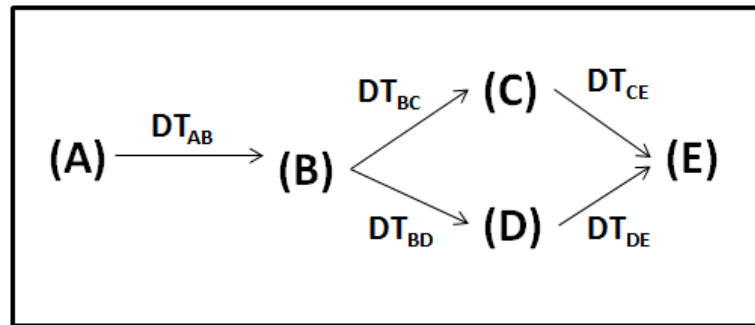 (A)
DT_AB
(B)
DT_BC
(C)
DT_CE
DT_BD
(D)
DT_DE
(E)